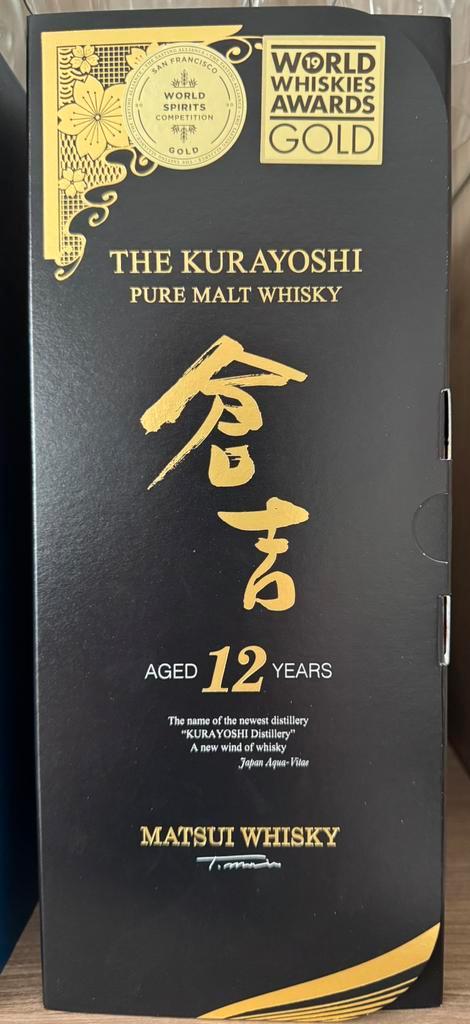 SAN FRANCISCO
WORLD
SPIRITS
COMPETITION
GOLD
WORLD
19
WHISKIES
AWARDS
GOLD
THE KURAYOSHI
PURE MALT WHISKY
倉
吉
AGED 12 YEARS
The name of the newest distillery
"KURAYOSHI Distillery"
A new wind of whisky
Japan Aqua-Vitae
MATSUI WHISKY